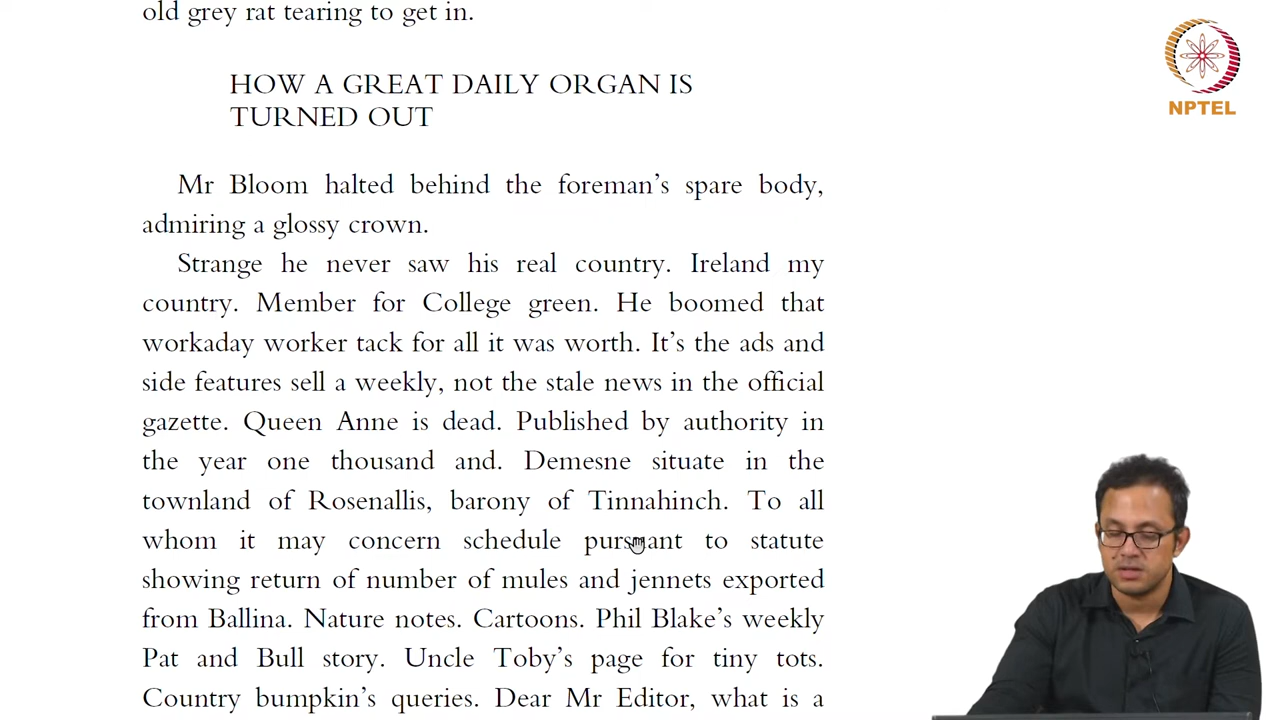 old grey rat tearing to get in.
HOW A GREAT DAILY ORGAN IS
TURNED OUT
Mr Bloom halted behind the foreman's spare body,
admiring a glossy crown.
Strange he never saw his real country. Ireland my
country. Member for College green. He boomed that
workaday worker tack for all it was worth. It's the ads and
side features sell a weekly, not the stale news in the official
gazette. Queen Anne is dead. Published by authority in
the year one thousand and. Demesne situate in the
townland of Rosenallis, barony of Tinnahinch. To all
whom it may concern schedule pursuant to statute
showing return of number of mules and jennets exported
from Ballina. Nature notes. Cartoons. Phil Blake's weekly
Pat and Bull story. Uncle Toby's page for tiny tots.
Country bumpkin's queries. Dear Mr Editor, what is a
NPTEL